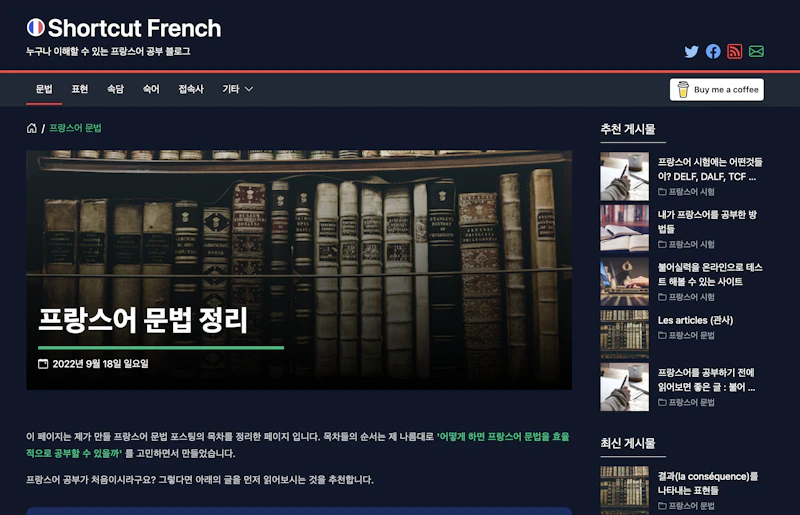 Shortcut French
누구나 이해할 수 있는 프랑스어 공부 블로그
문법 표현 속담 숙어 접속사 기타
Buy me a coffee
/ 프랑스어 문법
프랑스어 문법 정리
2022년 9월 18일 일요일
이 페이지는 제가 만들 프랑스어 문법 포스팅의 목차를 정리한 페이지 입니다. 목차들의 순서는 제 나름대로 '어떻게 하면 프랑스어 문법을 효율
적으로 공부할 수 있을까' 를 고민하면서 만들었습니다.
프랑스어 공부가 처음이시라구요? 그렇다면 아래의 글을 먼저 읽어보시는 것을 추천합니다.
추천 게시물
프랑스어 시험에는 어떤것들
이? DELF, DALF, TCF ...
프랑스어 시험
내가 프랑스어를 공부한 방
법들
프랑스어 시험
불어실력을 온라인으로 테스
트 해볼 수 있는 사이트
프랑스어 시험
Les articles (관사)
프랑스어 문법
프랑스어를 공부하기 전에
읽어보면 좋은 글 : 불어 ...
프랑스어 문법
최신 게시물
결과(la conséquence)를
나타내는 표현들
프랑스어 문법